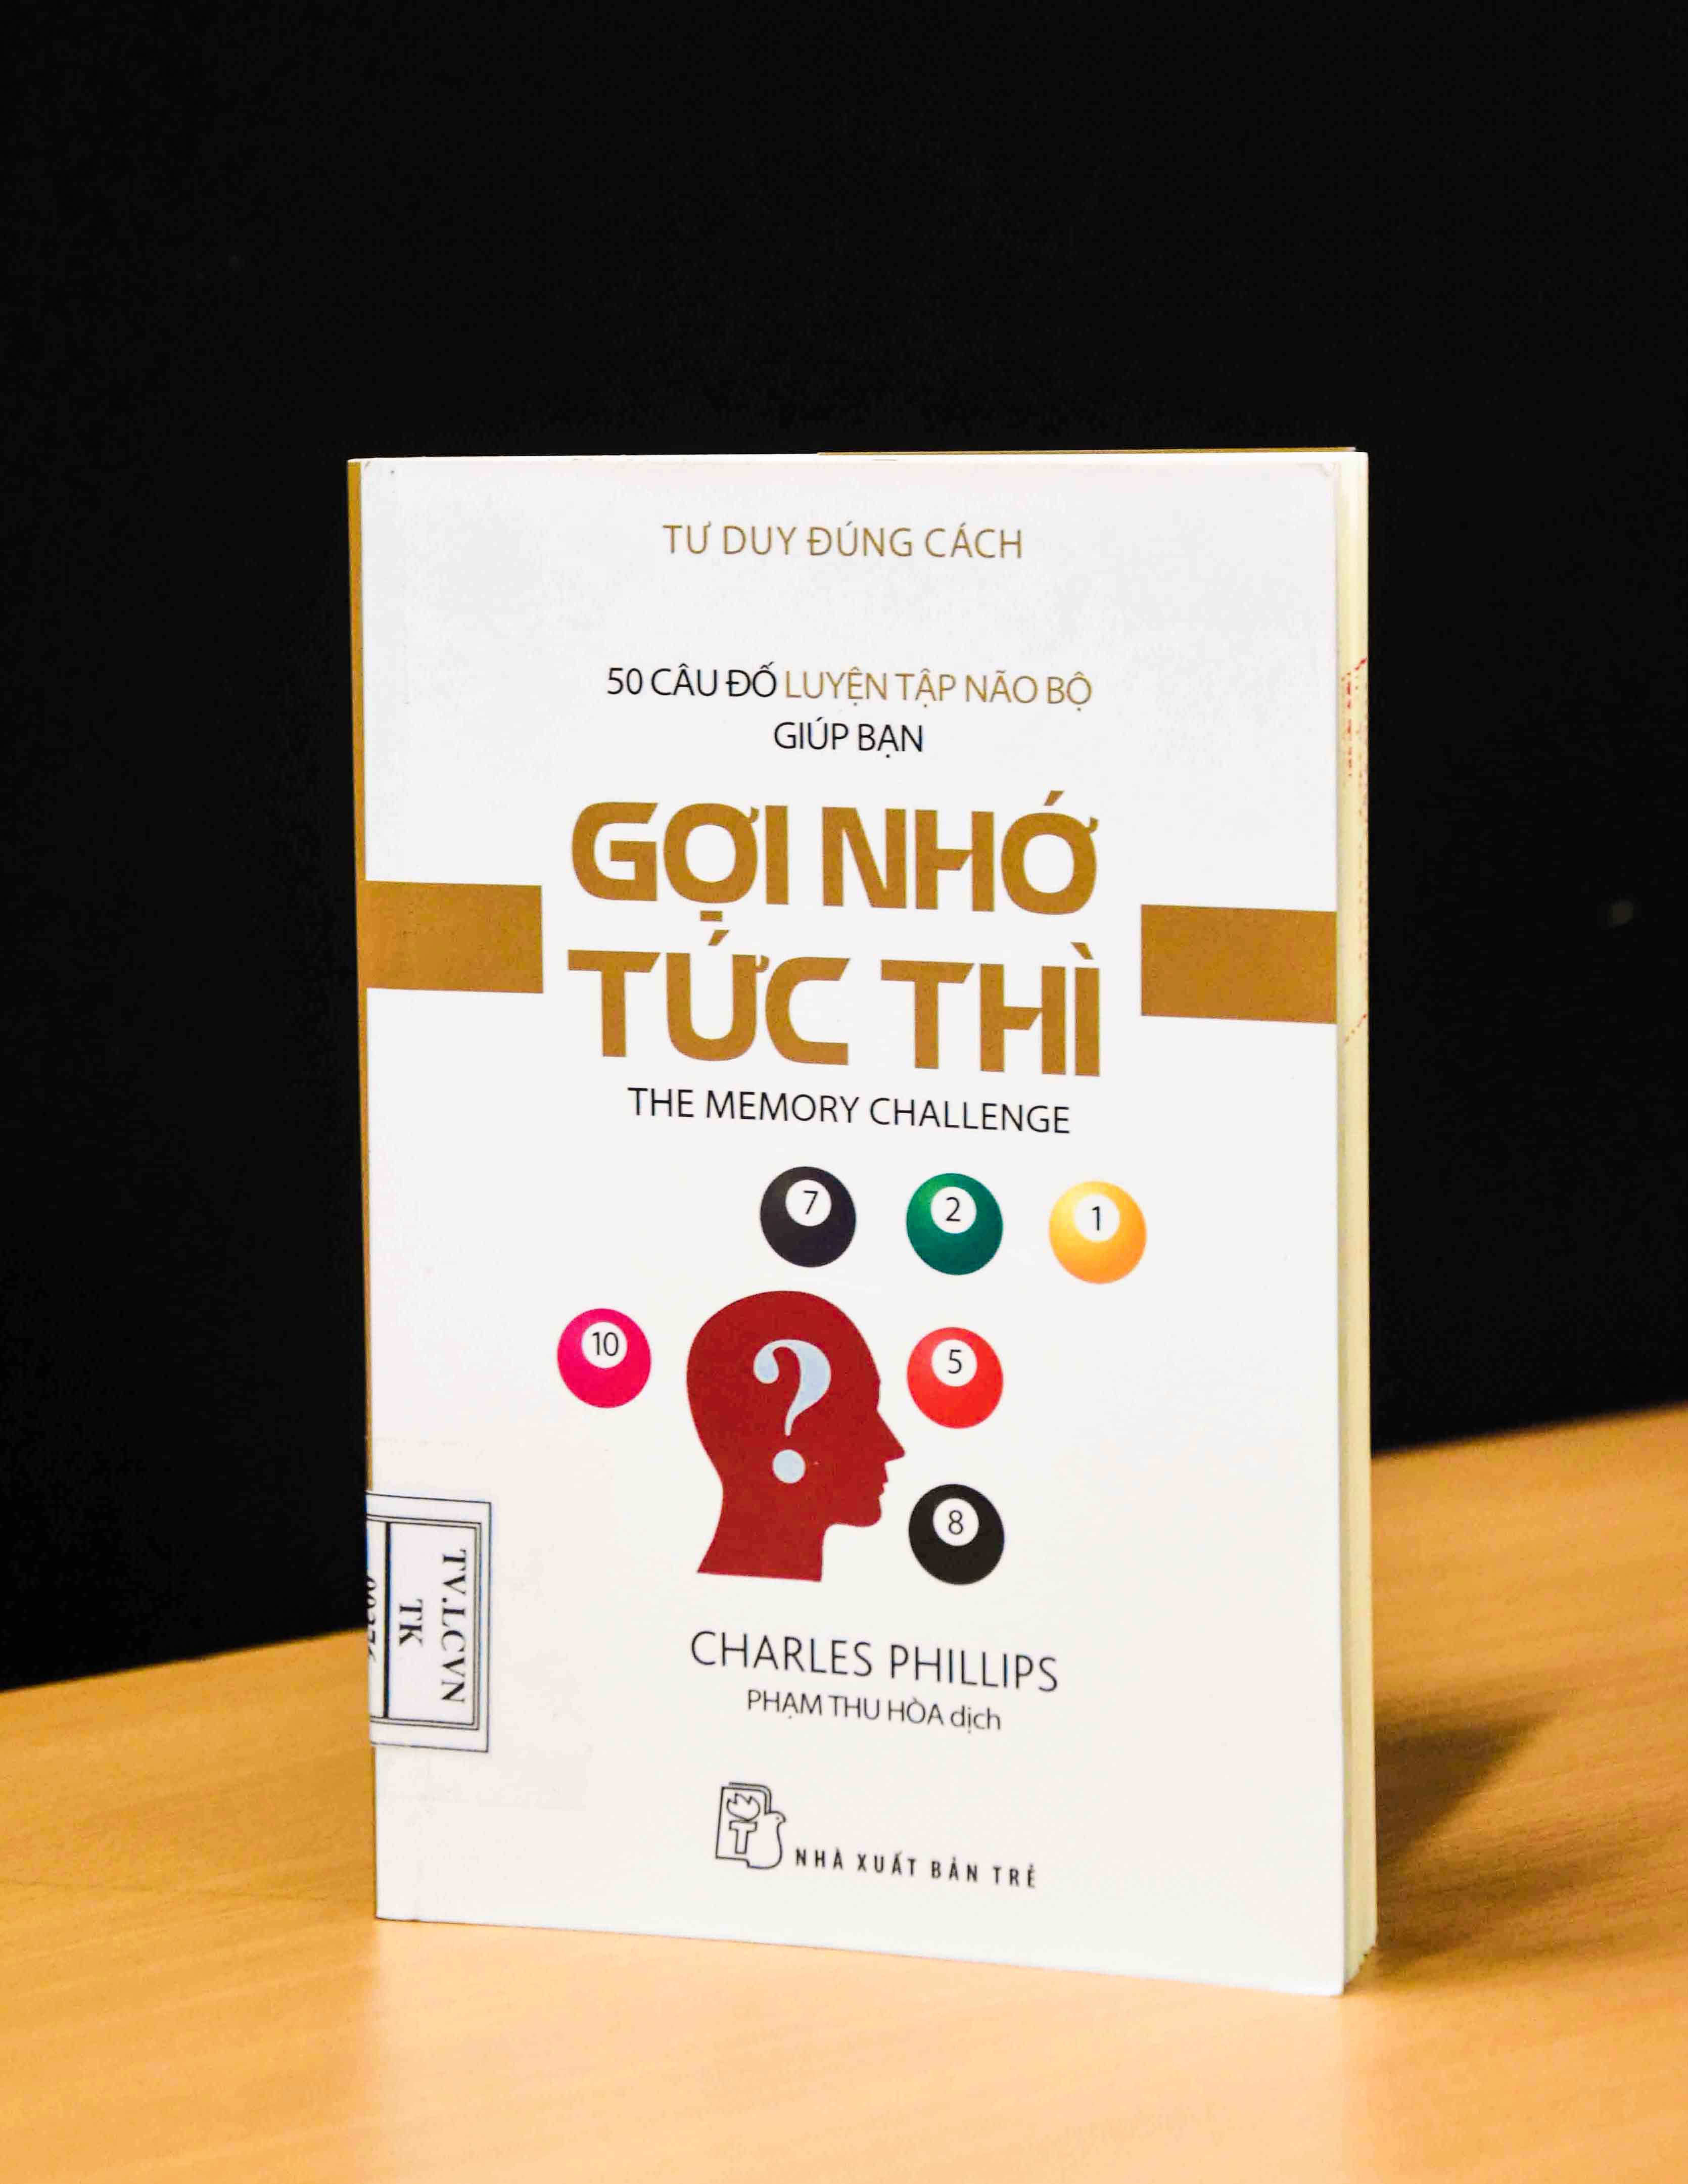 TƯ DUY ĐÚNG CÁCH
50 CÂU ĐỐ LUYỆN TẬP NÃO BỘ
GIÚP BẠN
GỢI NHỚ
TỨC THÌ
THE MEMORY CHALLENGE
7 2 1
10 ? 5
8
TV.LCVN
TK
CHARLES PHILLIPS
PHẠM THU HÒA dịch
T
NHÀ XUẤT BẢN TRẺ